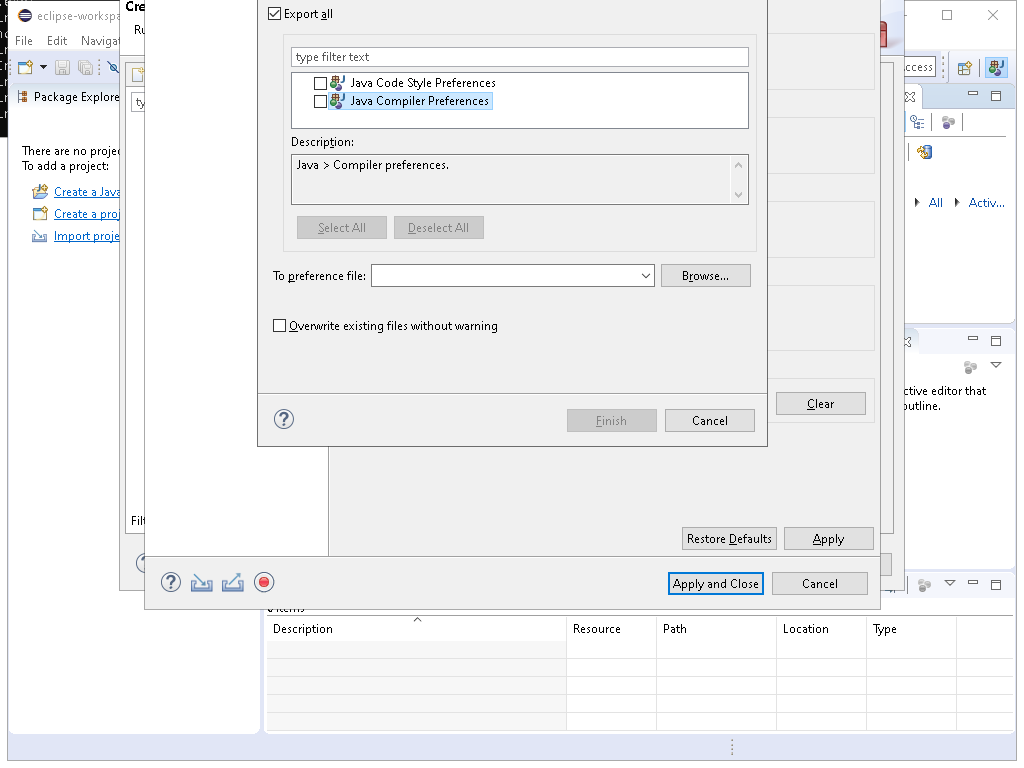 Cre
eclipse-workspa
Ru
File Edit Navigat
Export all
type filter text
ccess
Package Explore
ty
Java Code Style Preferences
Java Compiler Preferences
Description:
There are no projec
To add a project:
Java > Compiler preferences.
Create a Java
Create a proj
Import proje
All Activ...
Select All Deselect All
To preference file: Browse...
Overwrite existing files without warning
ctive editor that
outline.
Clear
Finish Cancel
Filt
Restore Defaults Apply
Apply and Close Cancel
0 items
Description Resource Path Location Type